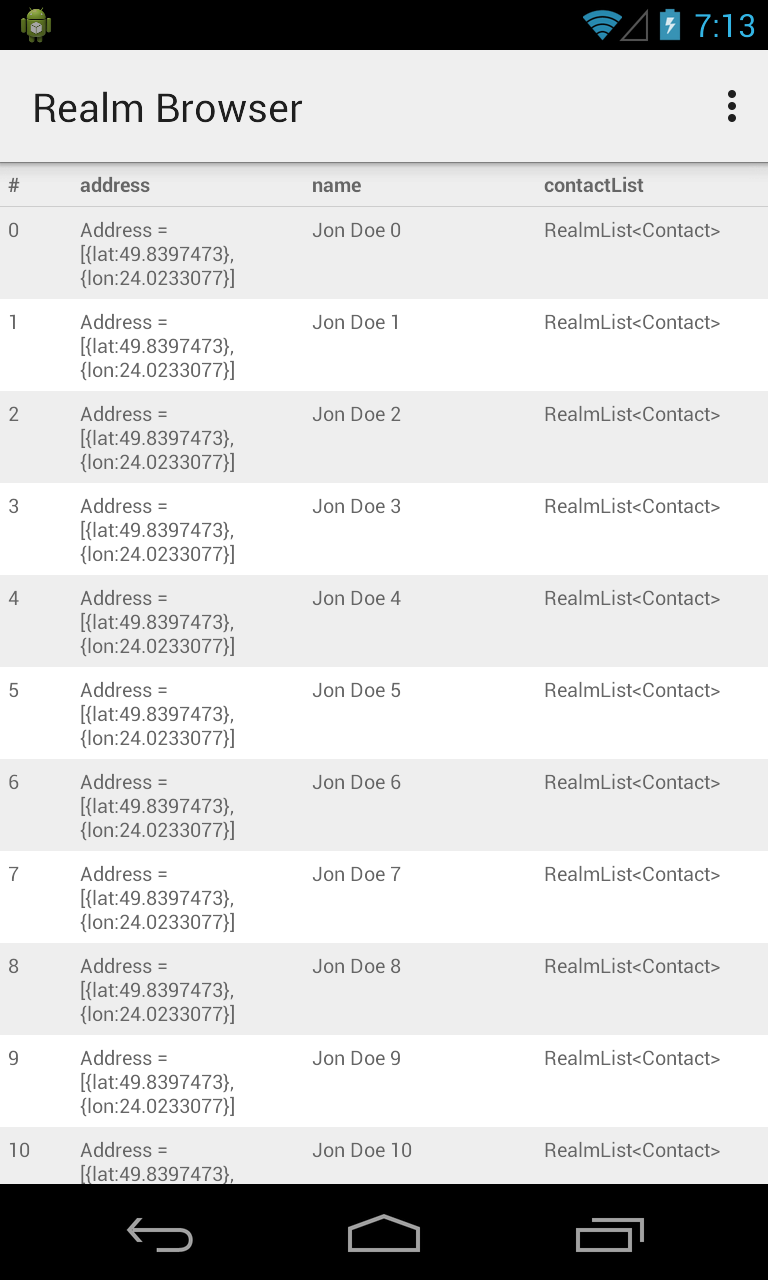 7:13
Realm Browser
# address name contactList
0 Address = Jon Doe 0 RealmList<Contact>
[{lat:49.8397473},
{lon:24.0233077}]
1 Address = Jon Doe 1 RealmList<Contact>
[{lat:49.8397473},
{lon:24.0233077}]
2 Address = Jon Doe 2 RealmList<Contact>
[{lat:49.8397473},
{lon:24.0233077}]
3 Address = Jon Doe 3 RealmList<Contact>
[{lat:49.8397473},
{lon:24.0233077}]
4 Address = Jon Doe 4 RealmList<Contact>
[{lat:49.8397473},
{lon:24.0233077}]
5 Address = Jon Doe 5 RealmList<Contact>
[{lat:49.8397473},
{lon:24.0233077}]
6 Address = Jon Doe 6 RealmList<Contact>
[{lat:49.8397473},
{lon:24.0233077}]
7 Address = Jon Doe 7 RealmList<Contact>
[{lat:49.8397473},
{lon:24.0233077}]
8 Address = Jon Doe 8 RealmList<Contact>
[{lat:49.8397473},
{lon:24.0233077}]
9 Address = Jon Doe 9 RealmList<Contact>
[{lat:49.8397473},
{lon:24.0233077}]
10 Address = Jon Doe 10 RealmList<Contact>
[{lat:49.8397473},